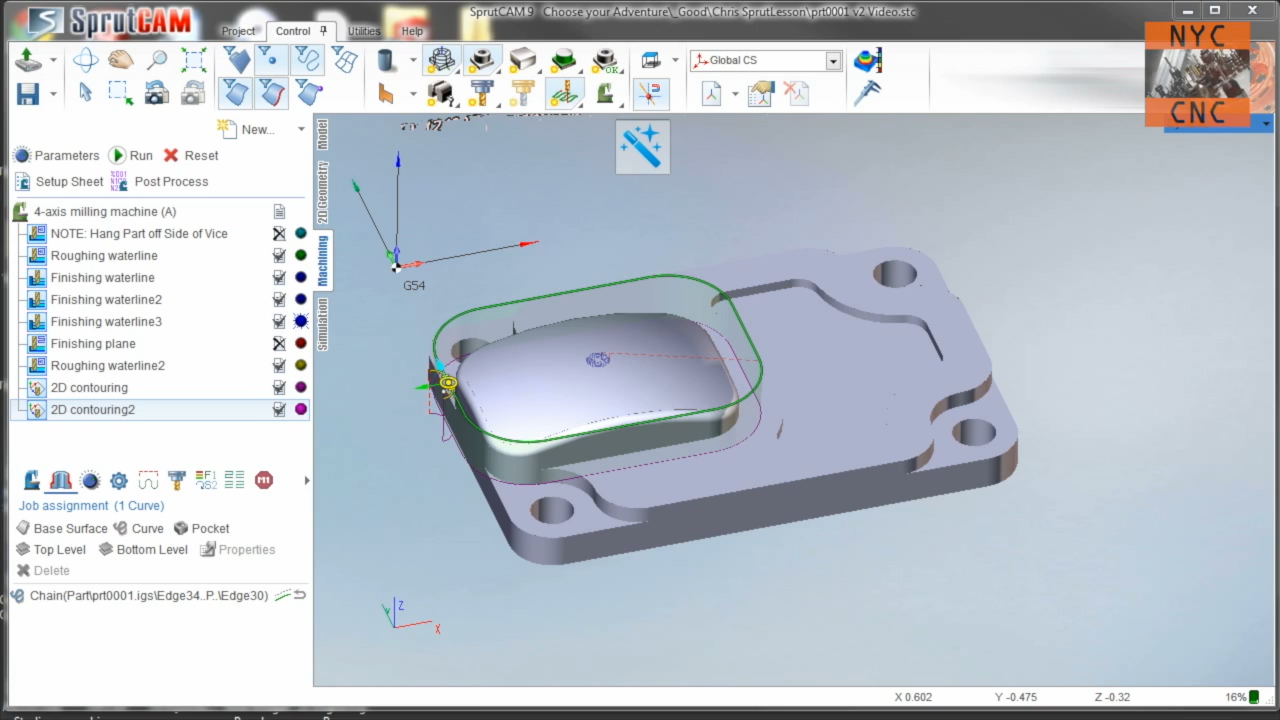 SprutCAM
SprutCAM 9 - Choose your Adventure\_Good\Chris SprutLesson\prt0001 v2 Video.stc
Project
Control
Utilities
Help
NYC
CNC
Global CS
New...
Parameters
Run
Reset
Setup Sheet
Post Process
4-axis milling machine (A)
NOTE: Hang Part off Side of Vice
Roughing waterline
Finishing waterline
Finishing waterline2
Finishing waterline3
Finishing plane
Roughing waterline2
2D contouring
2D contouring2
Model
2D Geometry
Machining
Simulation
G54
Job assignment (1 Curve)
Base Surface
Curve
Pocket
Top Level
Bottom Level
Properties
Delete
Chain(Part\prt0001.igs\Edge34..P..\Edge30)
Z
Y
X
X 0.602
Y -0.475
Z -0.32
16%